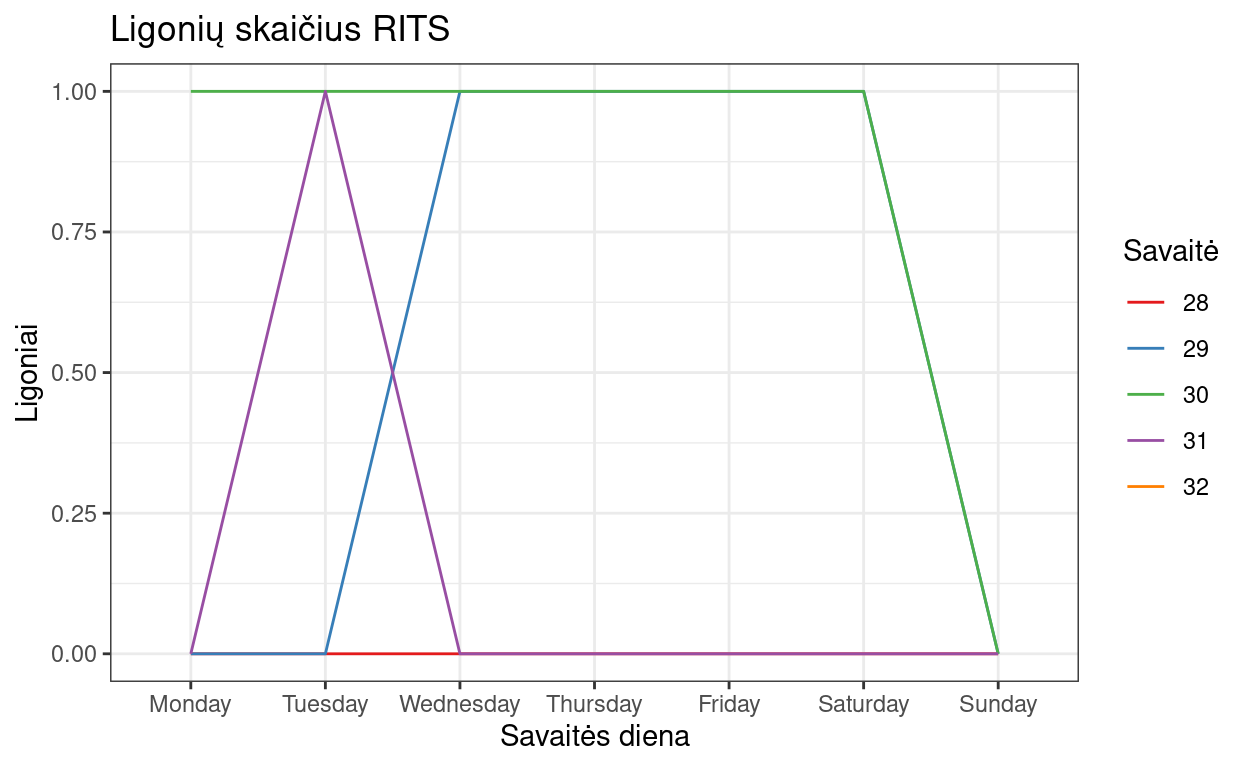 Ligonių skaičius RITS
1.00
0.75
0.50
0.25
0.00
Ligoniai
Monday Tuesday Wednesday Thursday Friday Saturday Sunday
Savaitės diena
Savaitė
28
29
30
31
32